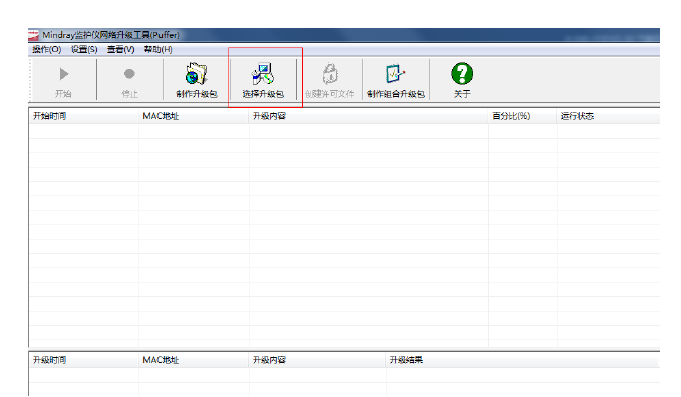 Mindray监护仪网络升级工具(Puffer)
操作(O) 设置(S) 查看(V) 帮助(H)
开始 停止 制作升级包 选择升级包 创建许可文件 制作组合升级包 关于
开始时间 MAC地址 升级内容 百分比(%) 运行状态
升级时间 MAC地址 升级内容 升级结果